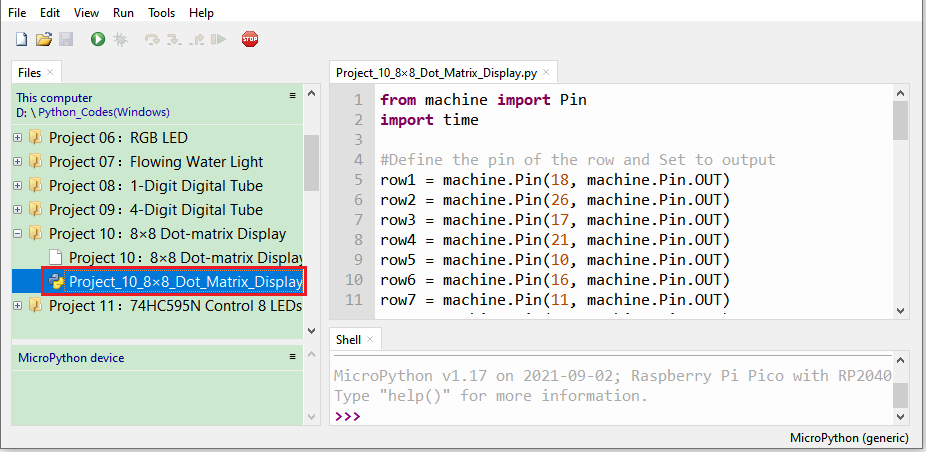 File Edit View Run Tools Help
STOP
Files
This computer
D: \ Python_Codes(Windows)
Project 06：RGB LED
Project 07：Flowing Water Light
Project 08：1-Digit Digital Tube
Project 09：4-Digit Digital Tube
Project 10：8×8 Dot-matrix Display
Project 10：8×8 Dot-matrix Display
Project_10_8×8_Dot_Matrix_Display
Project 11：74HC595N Control 8 LEDs
MicroPython device
Project_10_8×8_Dot_Matrix_Display.py
1 from machine import Pin
2 import time
3
4 #Define the pin of the row and Set to output
5 row1 = machine.Pin(18, machine.Pin.OUT)
6 row2 = machine.Pin(26, machine.Pin.OUT)
7 row3 = machine.Pin(17, machine.Pin.OUT)
8 row4 = machine.Pin(21, machine.Pin.OUT)
9 row5 = machine.Pin(10, machine.Pin.OUT)
10 row6 = machine.Pin(16, machine.Pin.OUT)
11 row7 = machine.Pin(11, machine.Pin.OUT)
Shell
MicroPython v1.17 on 2021-09-02; Raspberry Pi Pico with RP2040
Type "help()" for more information.
>>>
MicroPython (generic)